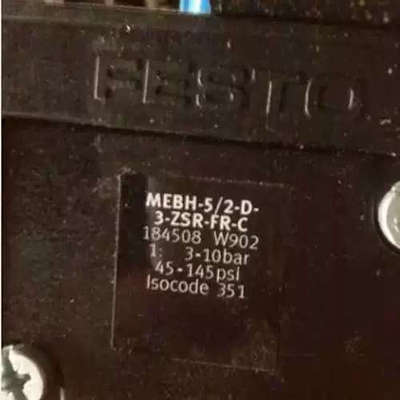 FESTO
MEBH-5/2-D-
3-ZSR-FR-C
184508 W902
1: 3-10bar
45-145psi
Isocode 351